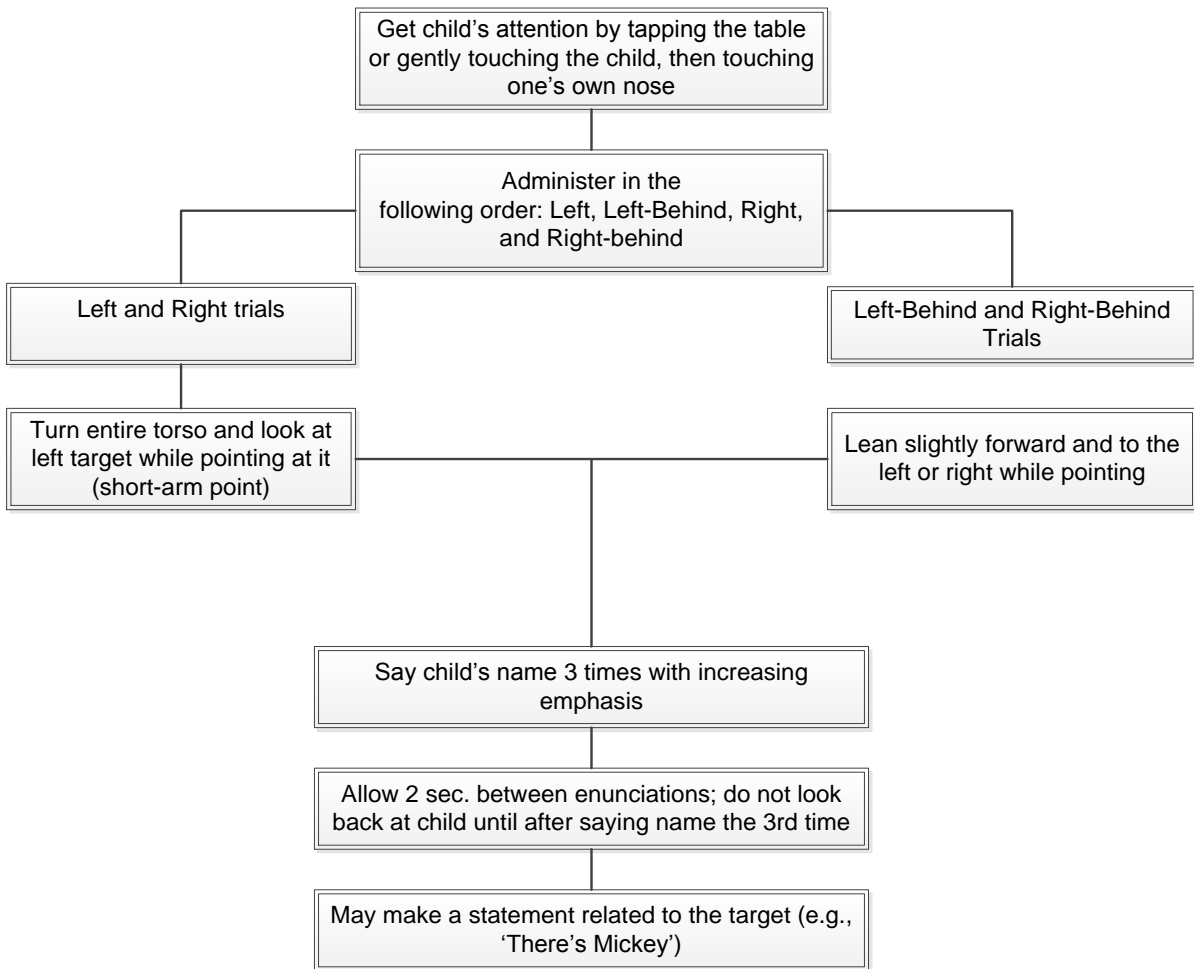 Get child’s attention by tapping the table
or gently touching the child, then touching
one’s own nose
Administer in the
following order: Left, Left-Behind, Right,
and Right-behind
Left and Right trials
Left-Behind and Right-Behind
Trials
Turn entire torso and look at
left target while pointing at it
(short-arm point)
Lean slightly forward and to the
left or right while pointing
Say child’s name 3 times with increasing
emphasis
Allow 2 sec. between enunciations; do not look
back at child until after saying name the 3rd time
May make a statement related to the target (e.g.,
‘There’s Mickey’)